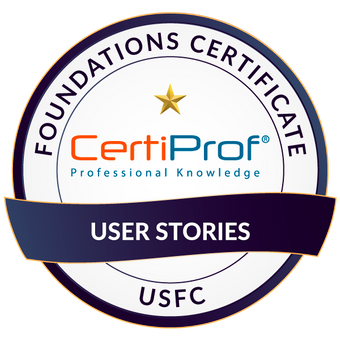 FOUNDATIONS CERTIFICATE
CertiProf®
Professional Knowledge
USER STORIES
USFC